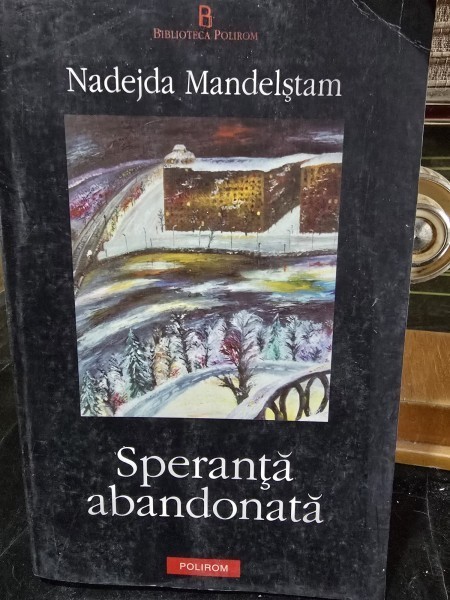 B
BIBLIOTECA POLIROM
Nadejda Mandelştam
Speranţă
abandonată
POLIROM